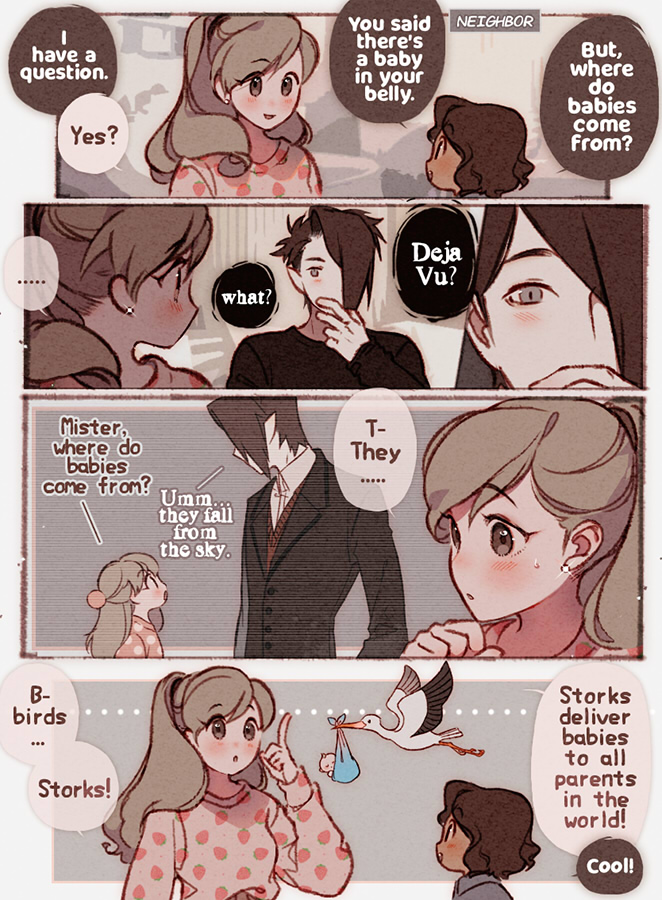 I
have a
question.
Yes?
You said
there's
a baby
in your
belly.
NEIGHBOR
But,
where
do
babies
come
from?
.....
what?
Deja
Vu?
Mister,
where do
babies
come from?
Umm...
they fall
from
the sky.
T-
They
.....
B-
birds
...
Storks!
Storks
deliver
babies
to all
parents
in the
world!
Cool!